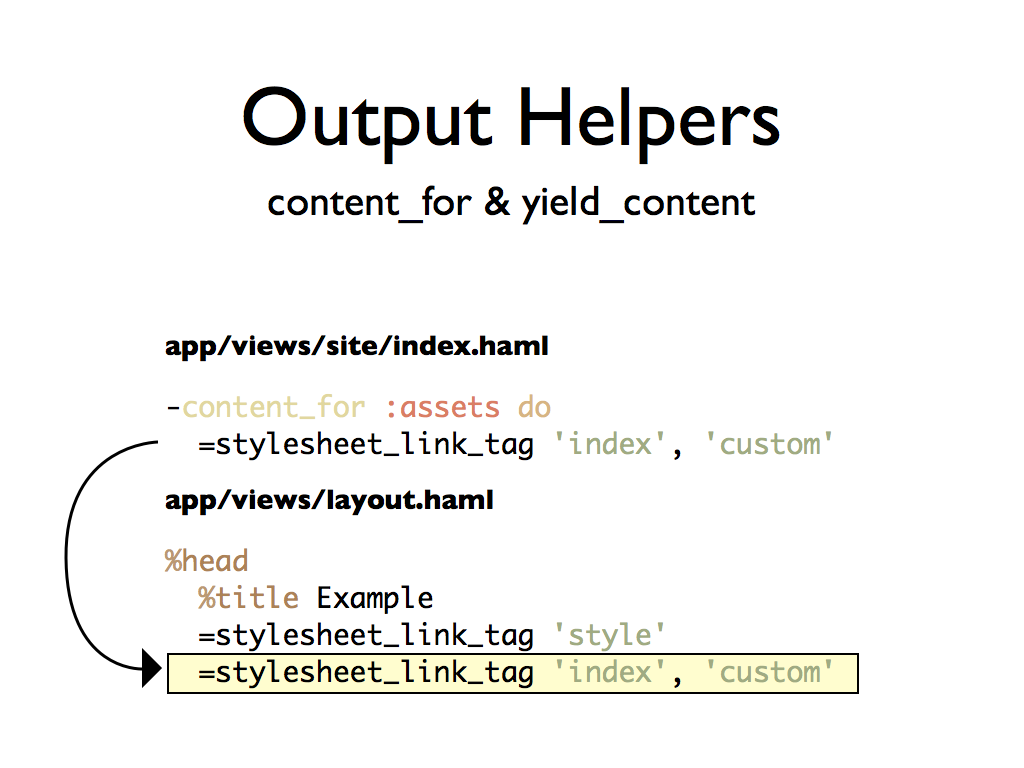 Output Helpers
content_for & yield_content
app/views/site/index.haml
-content_for :assets do
  =stylesheet_link_tag 'index', 'custom'
app/views/layout.haml
%head
  %title Example
  =stylesheet_link_tag 'style'
  =stylesheet_link_tag 'index', 'custom'